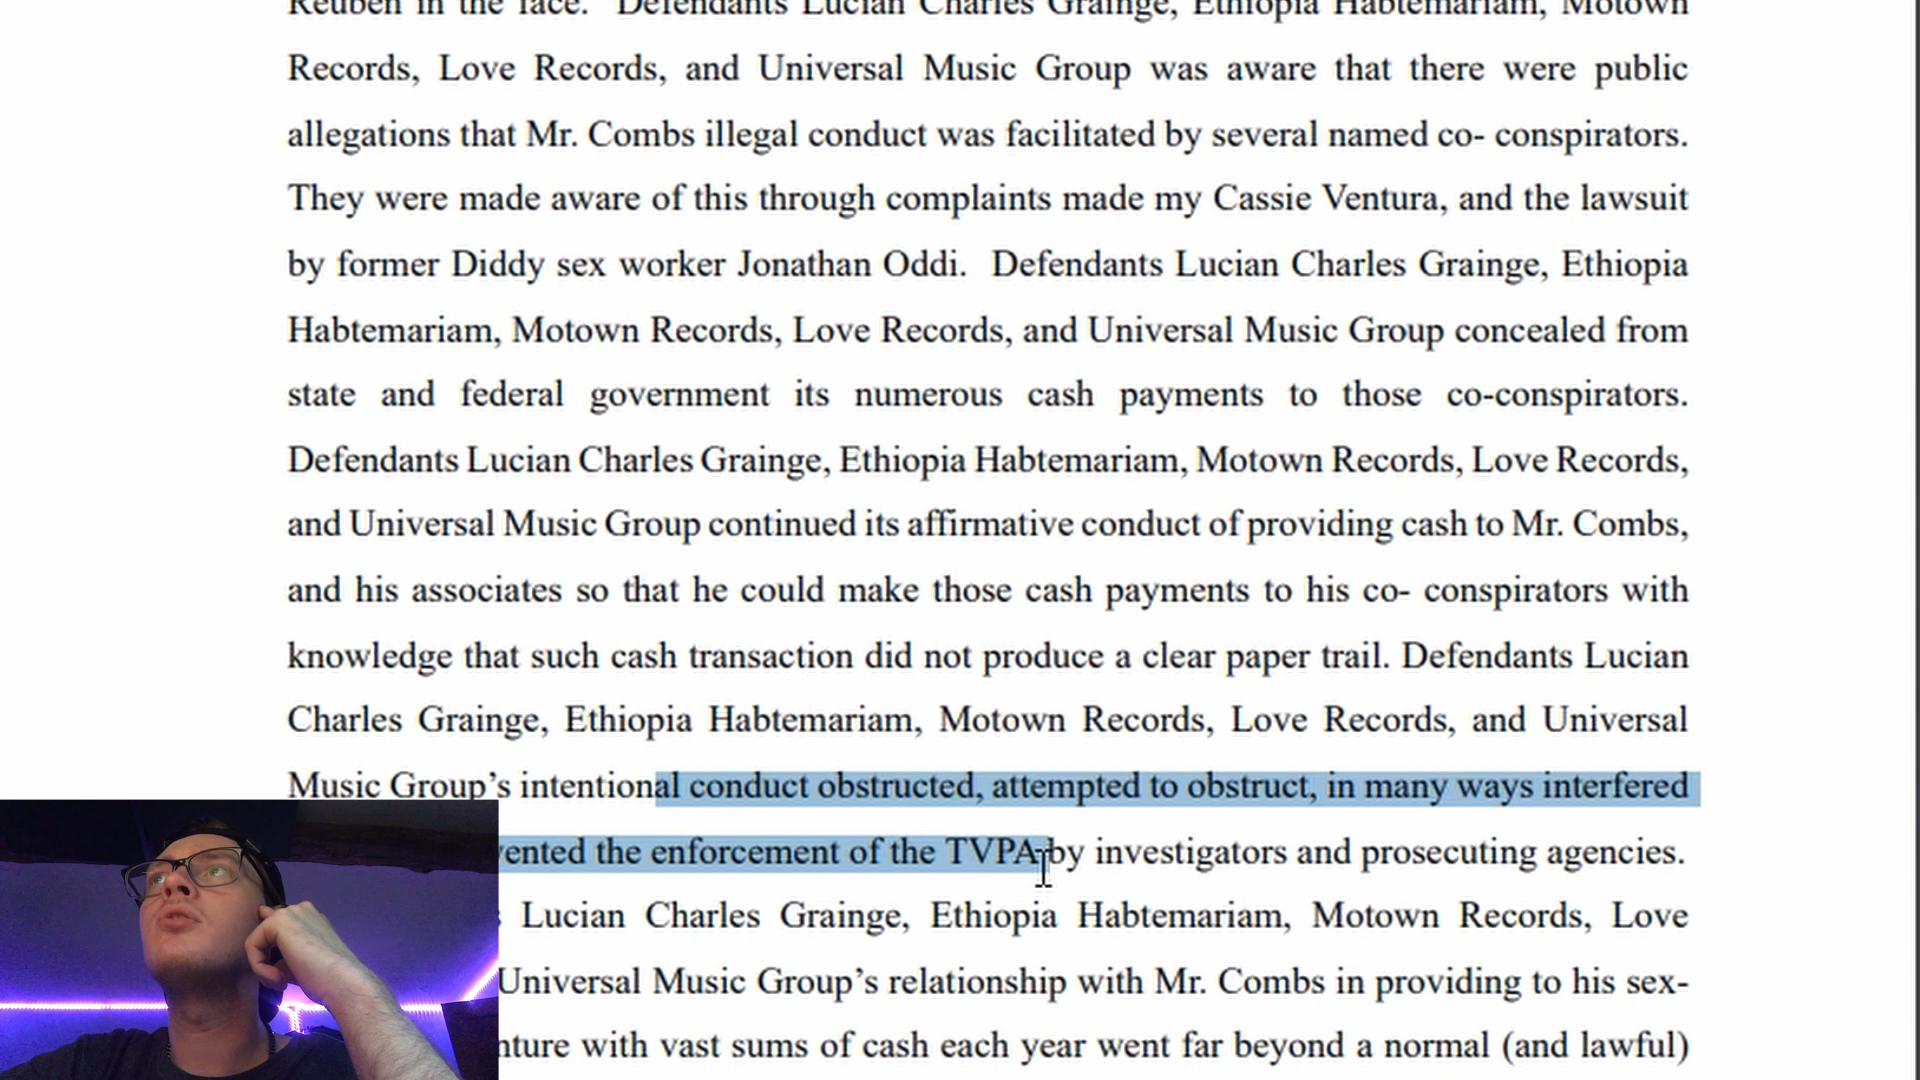 Reuben in the face. Defendants Lucian Charles Grainge, Ethiopia Habtemariam, Motown
Records, Love Records, and Universal Music Group was aware that there were public
allegations that Mr. Combs illegal conduct was facilitated by several named co- conspirators.
They were made aware of this through complaints made my Cassie Ventura, and the lawsuit
by former Diddy sex worker Jonathan Oddi. Defendants Lucian Charles Grainge, Ethiopia
Habtemariam, Motown Records, Love Records, and Universal Music Group concealed from
state and federal government its numerous cash payments to those co-conspirators.
Defendants Lucian Charles Grainge, Ethiopia Habtemariam, Motown Records, Love Records,
and Universal Music Group continued its affirmative conduct of providing cash to Mr. Combs,
and his associates so that he could make those cash payments to his co- conspirators with
knowledge that such cash transaction did not produce a clear paper trail. Defendants Lucian
Charles Grainge, Ethiopia Habtemariam, Motown Records, Love Records, and Universal
Music Group’s intentional conduct obstructed, attempted to obstruct, in many ways interfered
the enforcement of the TVPA by investigators and prosecuting agencies.
Lucian Charles Grainge, Ethiopia Habtemariam, Motown Records, Love
Universal Music Group’s relationship with Mr. Combs in providing to his sex-
with vast sums of cash each year went far beyond a normal (and lawful)